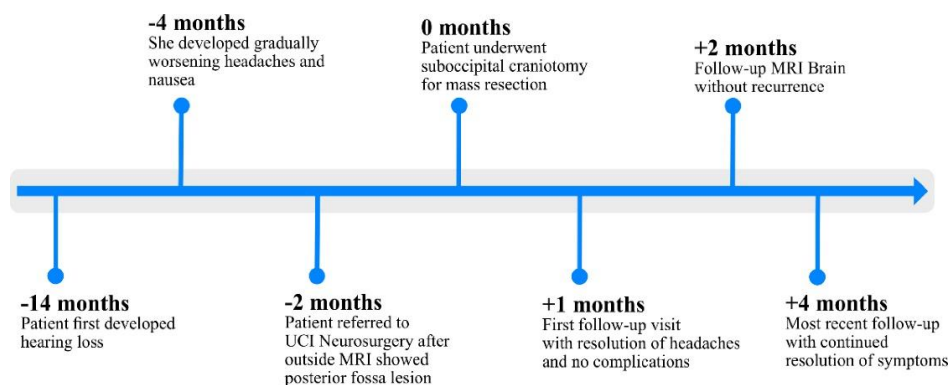 -4 months
She developed gradually
worsening headaches and
nausea
0 months
Patient underwent
suboccipital craniotomy
for mass resection
+2 months
Follow-up MRI Brain
without recurrence
-14 months
Patient first developed
hearing loss
-2 months
Patient referred to
UCI Neurosurgery after
outside MRI showed
posterior fossa lesion
+1 months
First follow-up visit
with resolution of headaches
and no complications
+4 months
Most recent follow-up
with continued
resolution of symptoms